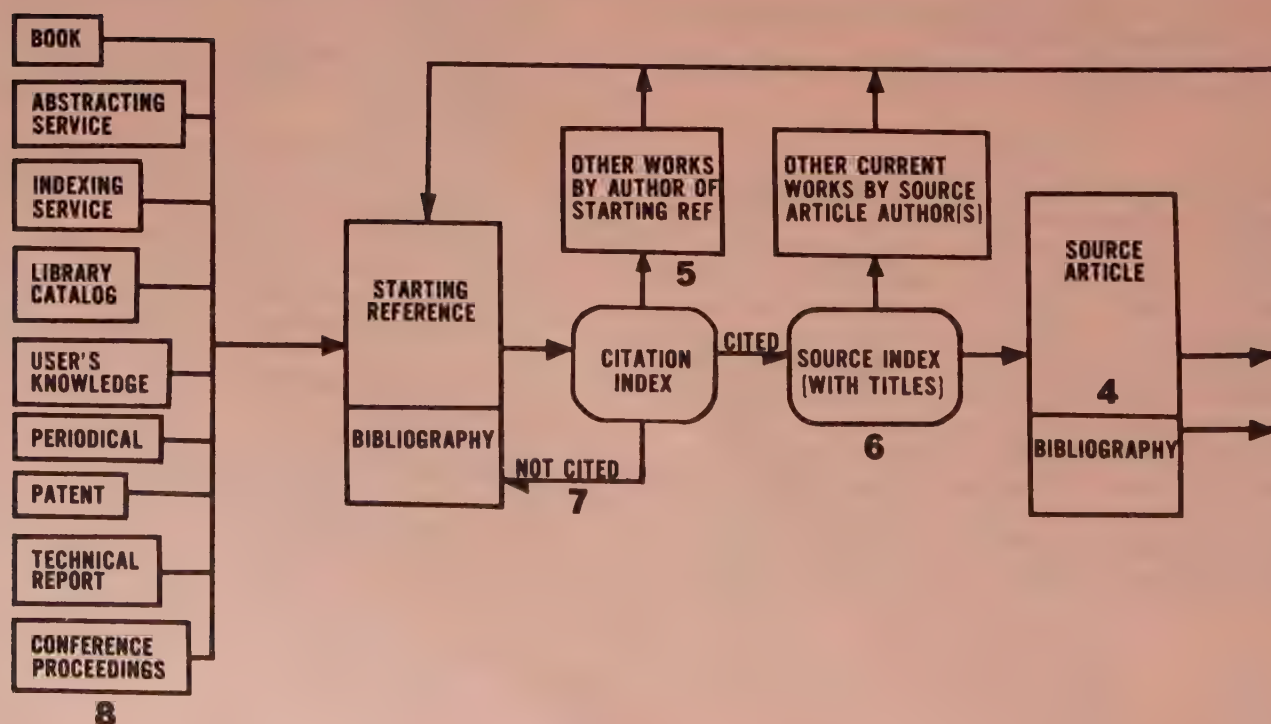 BOOK
ABSTRACTING
SERVICE
INDEXING
SERVICE
LIBRARY
CATALOG
USER'S
KNOWLEDGE
PERIODICAL
PATENT
TECHNICAL
REPORT
CONFERENCE
PROCEEDINGS
8
STARTING
REFERENCE
BIBLIOGRAPHY
OTHER WORKS
BY AUTHOR OF
STARTING REF
5
CITATION
INDEX
NOT CITED
7
CITED
OTHER CURRENT
WORKS BY SOURCE
ARTICLE AUTHOR(S)
SOURCE INDEX
(WITH TITLES)
6
SOURCE
ARTICLE
4
BIBLIOGRAPHY